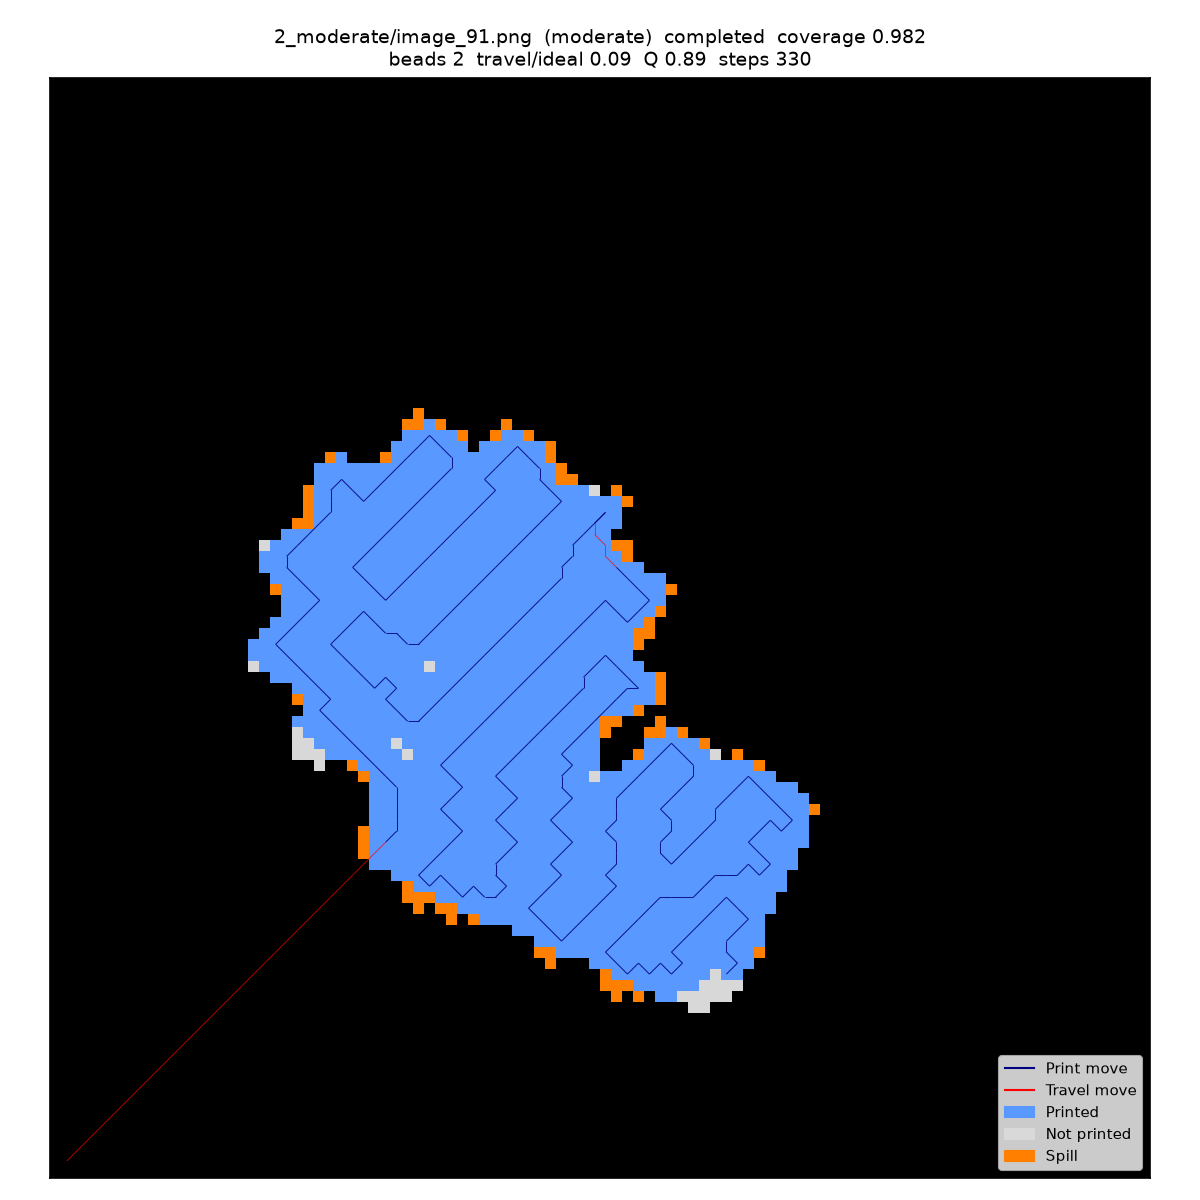 2_moderate/image_91.png  (moderate)  completed  coverage 0.982
beads 2  travel/ideal 0.09  Q 0.89  steps 330
Print move
Travel move
Printed
Not printed
Spill